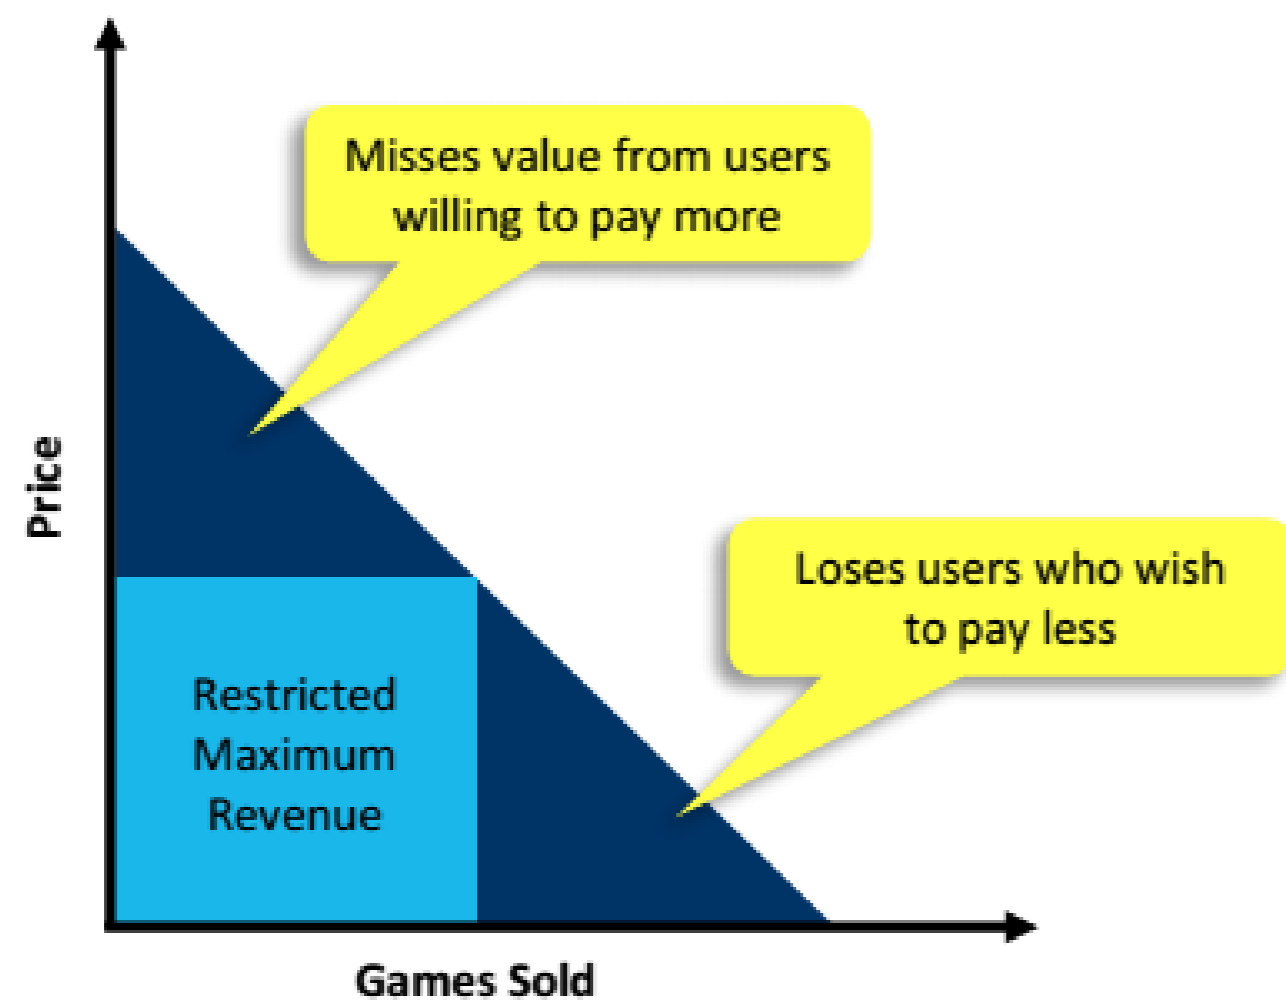 Misses value from users
willing to pay more
Price
Loses users who wish
to pay less
Restricted
Maximum
Revenue
Games Sold